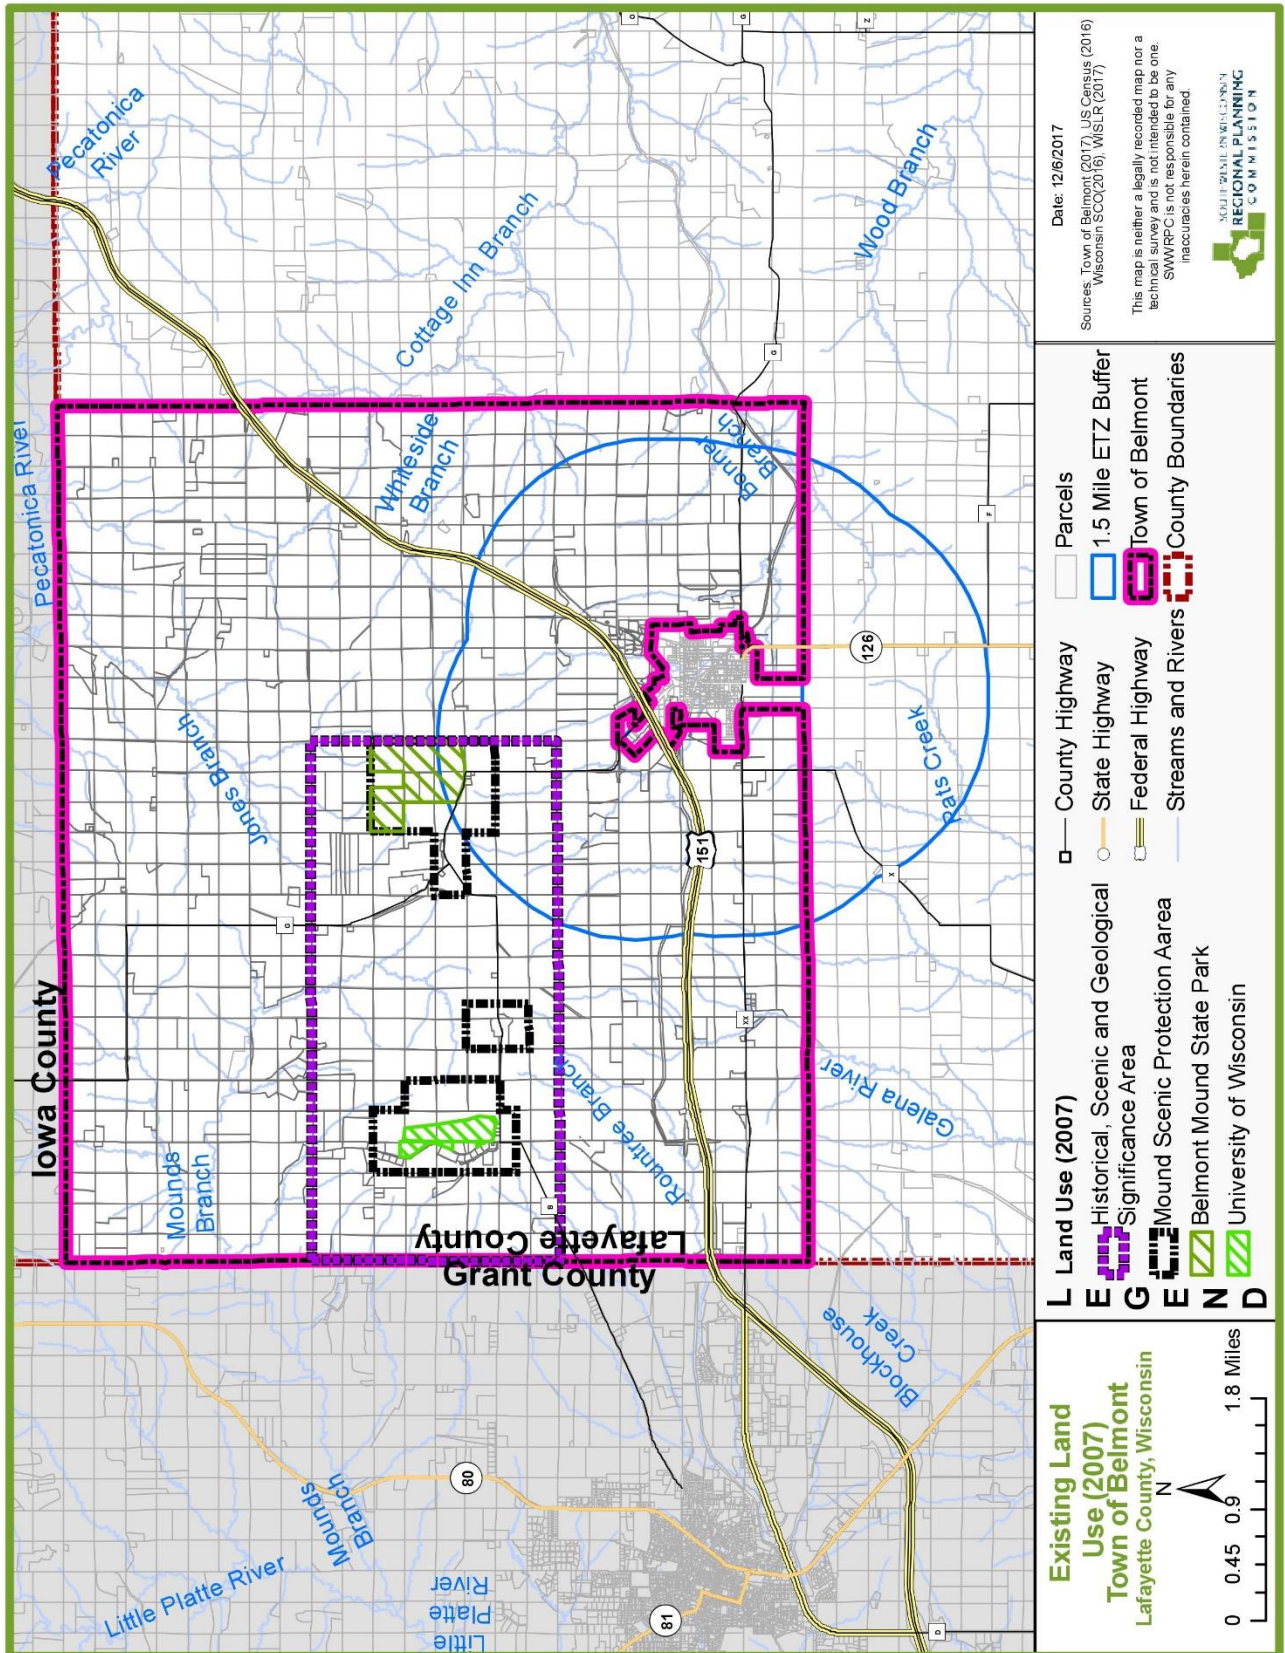 Iowa County
Pecatonica River
Pecatonica
River
Mounds
Branch
Jones Branch
Whiteside
Branch
Cottage Inn Branch
Wood Branch
Bonner
Branch
Little Platte River
Mounds
Branch
Little
Platte
River
Rountree Branch
Lafayette County
Grant County
Galena River
Pats Creek
Blockhouse
Creek
80
81
151
126
G
B
XX
X
F
G
G
Z
D
Existing Land
Use (2007)
Town of Belmont
Lafayette County, Wisconsin
N
0 0.45 0.9 1.8 Miles
LEGEND
Land Use (2007)
Historical, Scenic and Geological
Significance Area
Mound Scenic Protection Aarea
Belmont Mound State Park
University of Wisconsin
County Highway
State Highway
Federal Highway
Streams and Rivers
Parcels
1.5 Mile ETZ Buffer
Town of Belmont
County Boundaries
Date: 12/6/2017
Sources: Town of Belmont (2017), US Census (2016)
Wisconsin SCO(2016), WISLR (2017)
This map is neither a legally recorded map nor a
technical survey and is not intended to be one.
SWWRPC is not responsible for any
inaccuracies herein contained.
SOUTHWESTERN WISCONSIN
REGIONAL PLANNING
COMMISSION